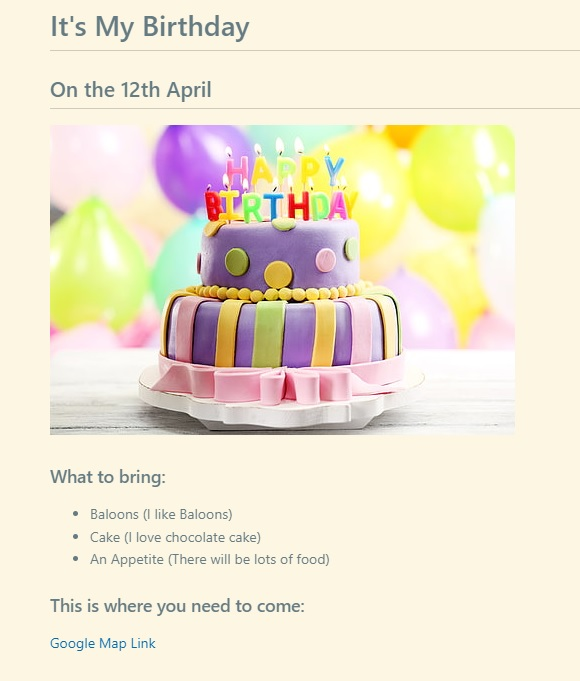 It's My Birthday
On the 12th April
HAPPY
BIRTHDAY
What to bring:
Baloons (I like Baloons)
Cake (I love chocolate cake)
An Appetite (There will be lots of food)
This is where you need to come:
Google Map Link